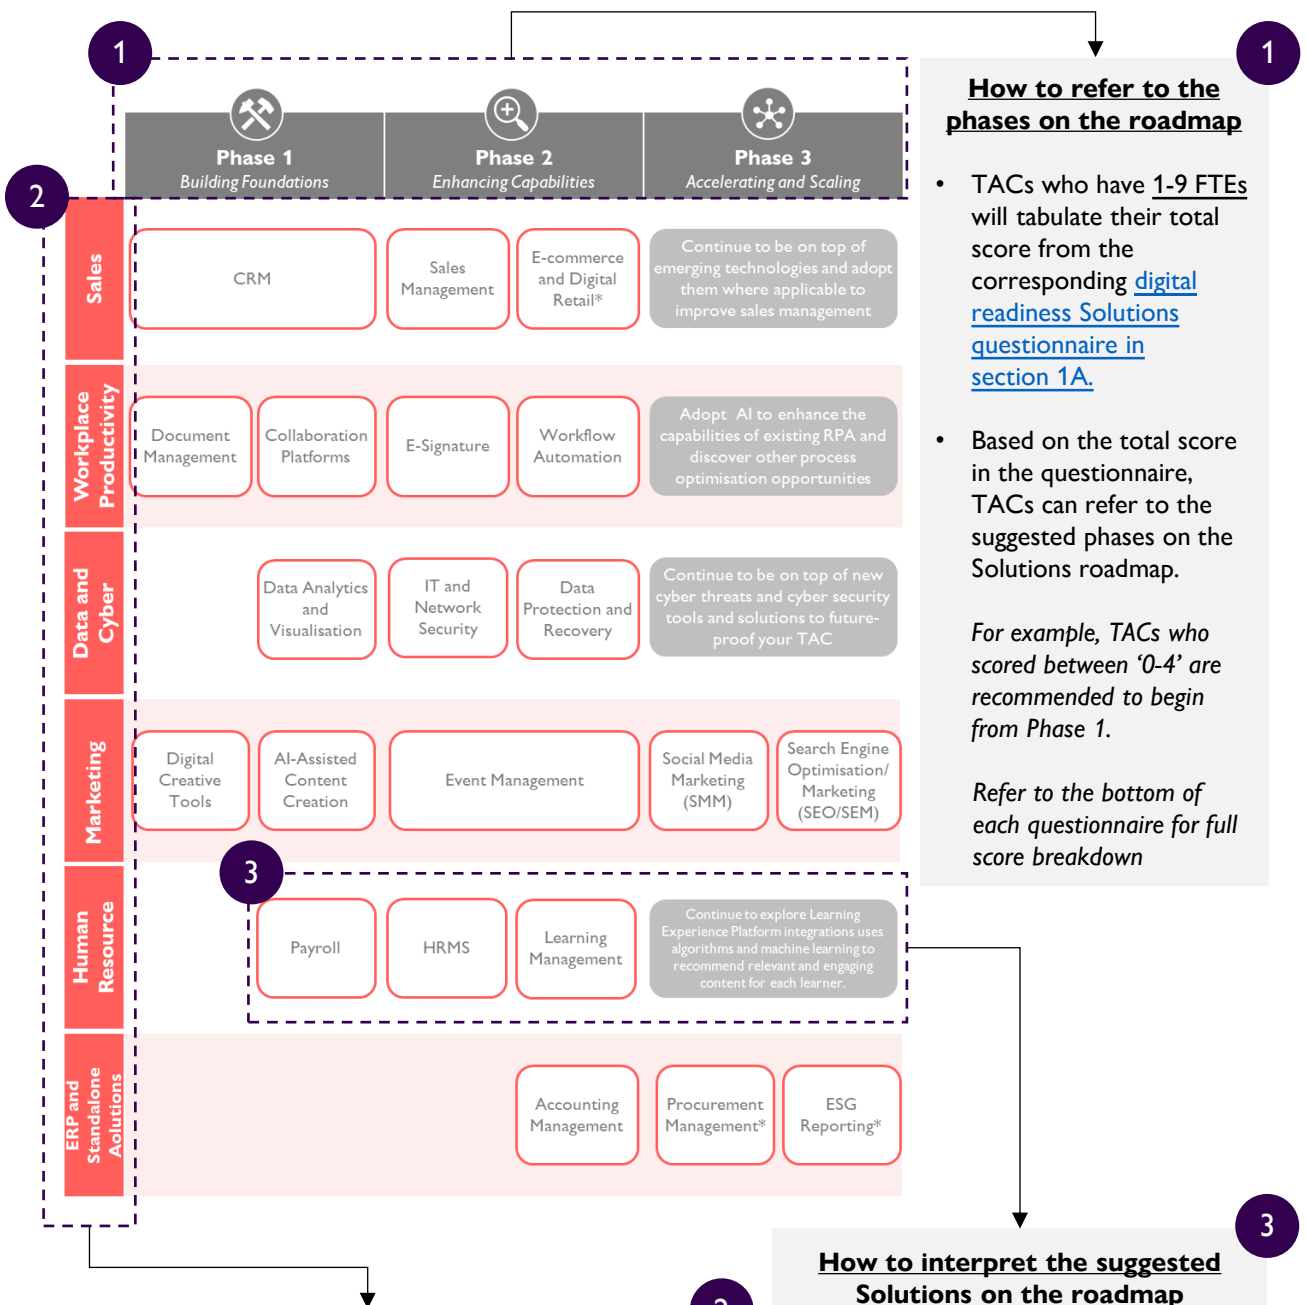 1
1
How to refer to the
phases on the roadmap
Phase 1
Building Foundations
Phase 2
Enhancing Capabilities
Phase 3
Accelerating and Scaling
• TACs who have 1-9 FTEs
will tabulate their total
score from the
corresponding digital
readiness Solutions
questionnaire in
section 1A.
• Based on the total score
in the questionnaire,
TACs can refer to the
suggested phases on the
Solutions roadmap.
For example, TACs who
scored between ‘0-4’ are
recommended to begin
from Phase 1.
Refer to the bottom of
each questionnaire for full
score breakdown
2
Sales
CRM
Sales
Management
E-commerce
and Digital
Retail*
Continue to be on top of
emerging technologies and adopt
them where applicable to
improve sales management
Workplace
Productivity
Document
Management
Collaboration
Platforms
E-Signature
Workflow
Automation
Adopt AI to enhance the
capabilities of existing RPA and
discover other process
optimisation opportunities
Data and
Cyber
Data Analytics
and
Visualisation
IT and
Network
Security
Data
Protection and
Recovery
Continue to be on top of new
cyber threats and cyber security
tools and solutions to future-
proof your TAC
Marketing
Digital
Creative
Tools
AI-Assisted
Content
Creation
Event Management
Social Media
Marketing
(SMM)
Search Engine
Optimisation/
Marketing
(SEO/SEM)
3
Human
Resource
Payroll
HRMS
Learning
Management
Continue to explore Learning
Experience Platform integrations uses
algorithms and machine learning to
recommend relevant and engaging
content for each learner.
ERP and
Standalone
Aolutions
Accounting
Management
Procurement
Management*
ESG
Reporting*
3
How to interpret the suggested
Solutions on the roadmap